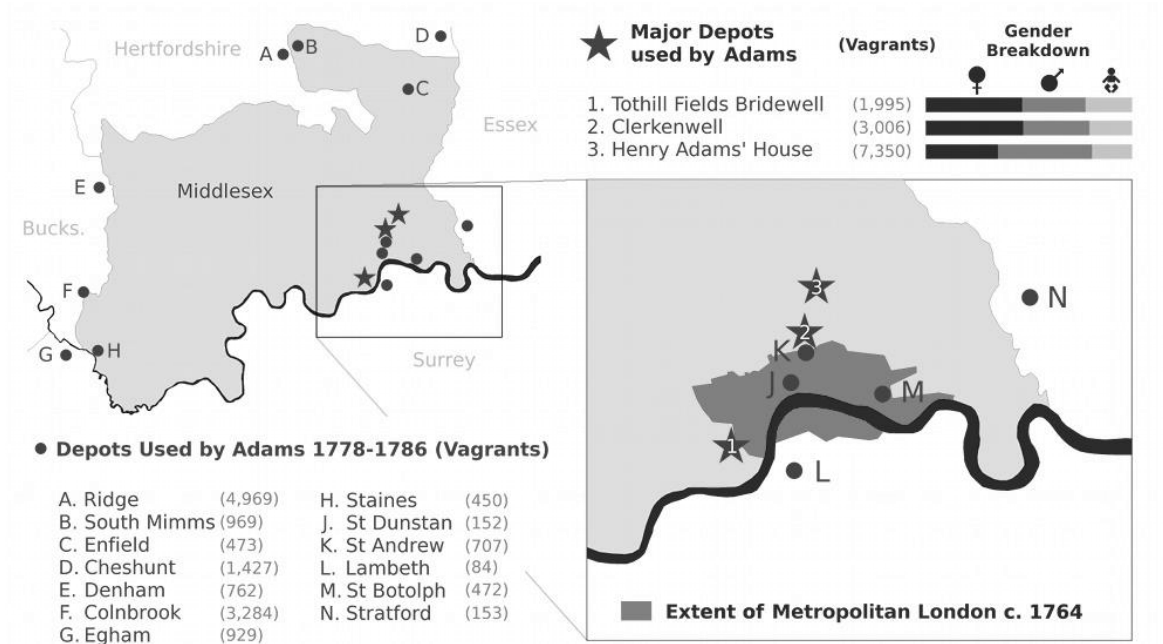 Hertfordshire
A
B
D
C
Essex
E
Middlesex
Bucks.
F
G
H
Surrey
Major Depots
used by Adams
(Vagrants)
Gender
Breakdown
1. Tothill Fields Bridewell (1,995)
2. Clerkenwell (3,006)
3. Henry Adams' House (7,350)
3
N
2
K
J
M
1
L
Extent of Metropolitan London c. 1764
Depots Used by Adams 1778-1786 (Vagrants)
A. Ridge (4,969)
B. South Mimms (969)
C. Enfield (473)
D. Cheshunt (1,427)
E. Denham (762)
F. Colnbrook (3,284)
G. Egham (929)
H. Staines (450)
J. St Dunstan (152)
K. St Andrew (707)
L. Lambeth (84)
M. St Botolph (472)
N. Stratford (153)